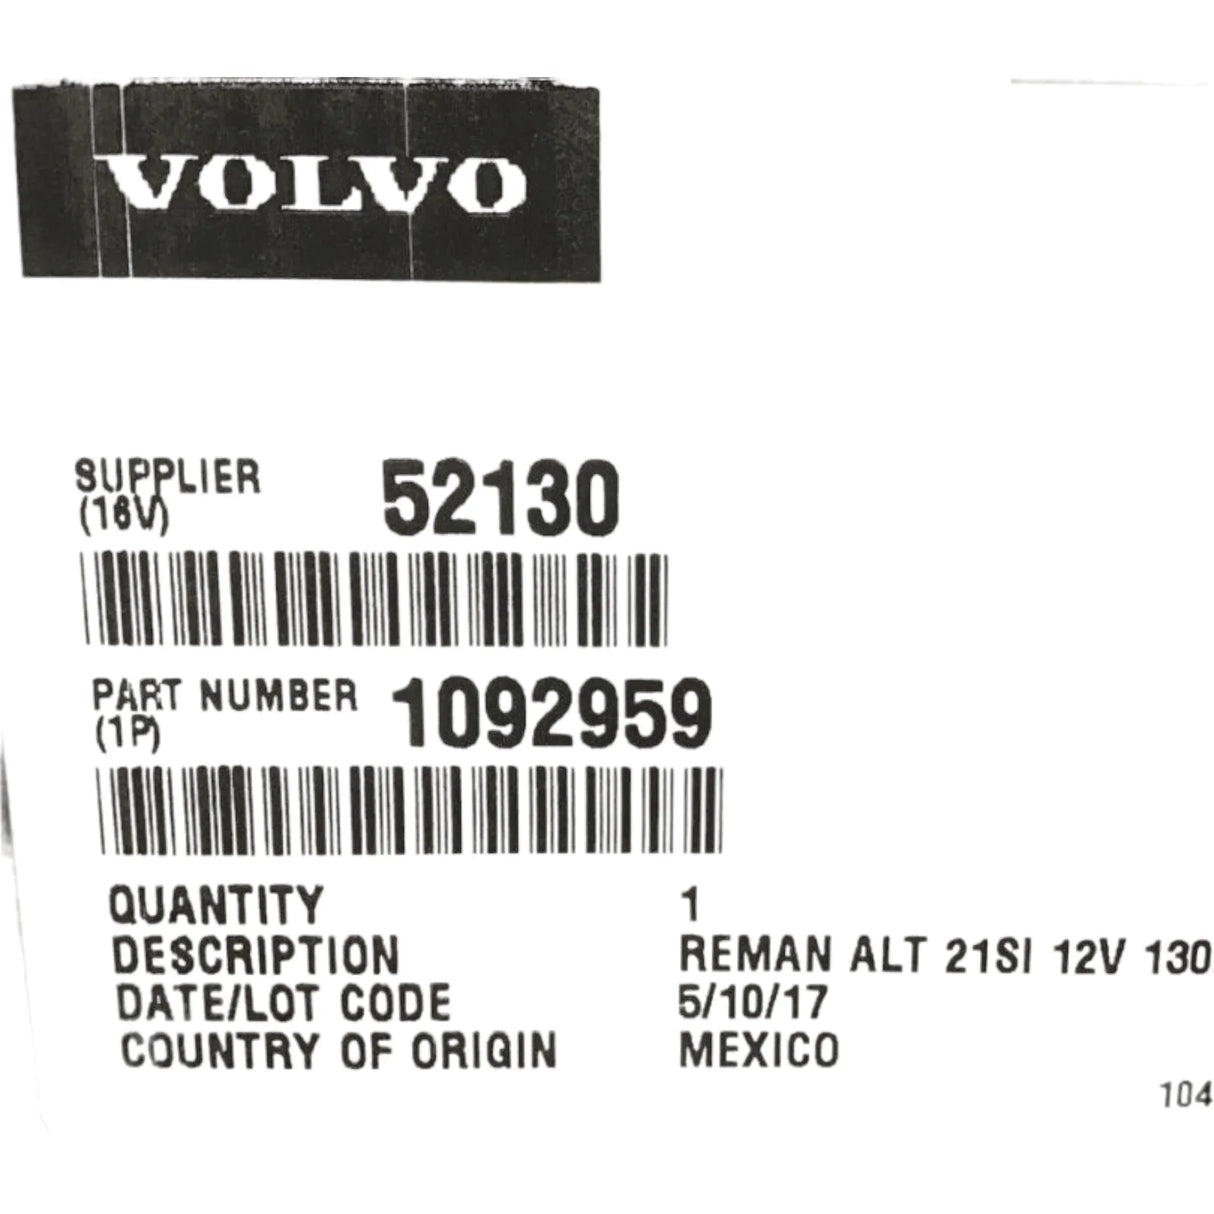 VOLVO
SUPPLIER 52130
(16V)
PART NUMBER 1092959
(1P)
QUANTITY 1
DESCRIPTION REMAN ALT 21SI 12V 130
DATE/LOT CODE 5/10/17
COUNTRY OF ORIGIN MEXICO
104